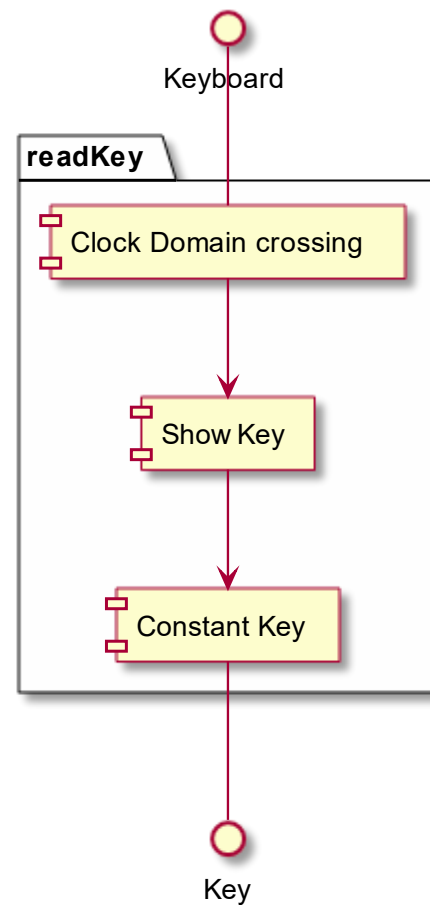 Keyboard
readKey
Clock Domain crossing
Show Key
Constant Key
Key